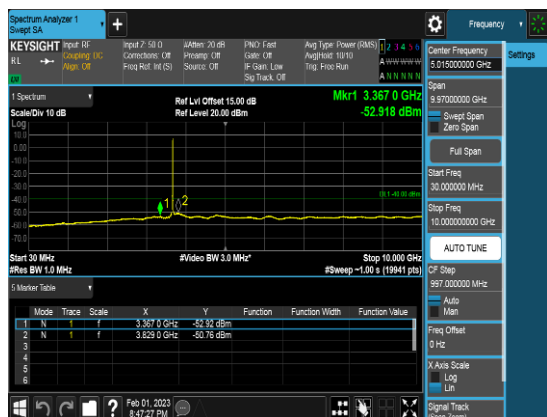 Spectrum Analyzer 1
Swept SA
+
Frequency
KEYSIGHT
RL
Input: RF
Coupling: DC
Align: Off
Input Z: 50 Ω
Corrections: Off
Freq Ref: Int (S)
#Atten: 20 dB
Preamp: Off
Source: Off
PNO: Fast
Gate: Off
IF Gain: Low
Sig Track: Off
Avg Type: Power (RMS)
Avg|Hold: 10/10
Trig: Free Run
1 2 3 4 5 6
A W W W W W
A N N N N N
1 Spectrum
Scale/Div 10 dB
Ref Lvl Offset 15.00 dB
Ref Level 20.00 dBm
Mkr1 3.367 0 GHz
-52.918 dBm
Log
10.0
0.00
-10.0
-20.0
-30.0
-40.0
-50.0
-60.0
-70.0
1
2
DL1 -40.00 dBm
Start 30 MHz
#Res BW 1.0 MHz
#Video BW 3.0 MHz*
Stop 10.000 GHz
#Sweep ~1.00 s (19941 pts)
5 Marker Table
Mode Trace Scale X Y Function Function Width Function Value
1 N 1 f 3.367 0 GHz -52.92 dBm
2 N 1 f 3.829 0 GHz -50.76 dBm
3
4
5
6
Feb 01, 2023
8:47:27 PM
Center Frequency
5.015000000 GHz
Settings
Span
9.97000000 GHz
Swept Span
Zero Span
Full Span
Start Freq
30.000000 MHz
Stop Freq
10.000000000 GHz
AUTO TUNE
CF Step
997.000000 MHz
Auto
Man
Freq Offset
0 Hz
X Axis Scale
Log
Lin
Signal Track
(Span Zoom)